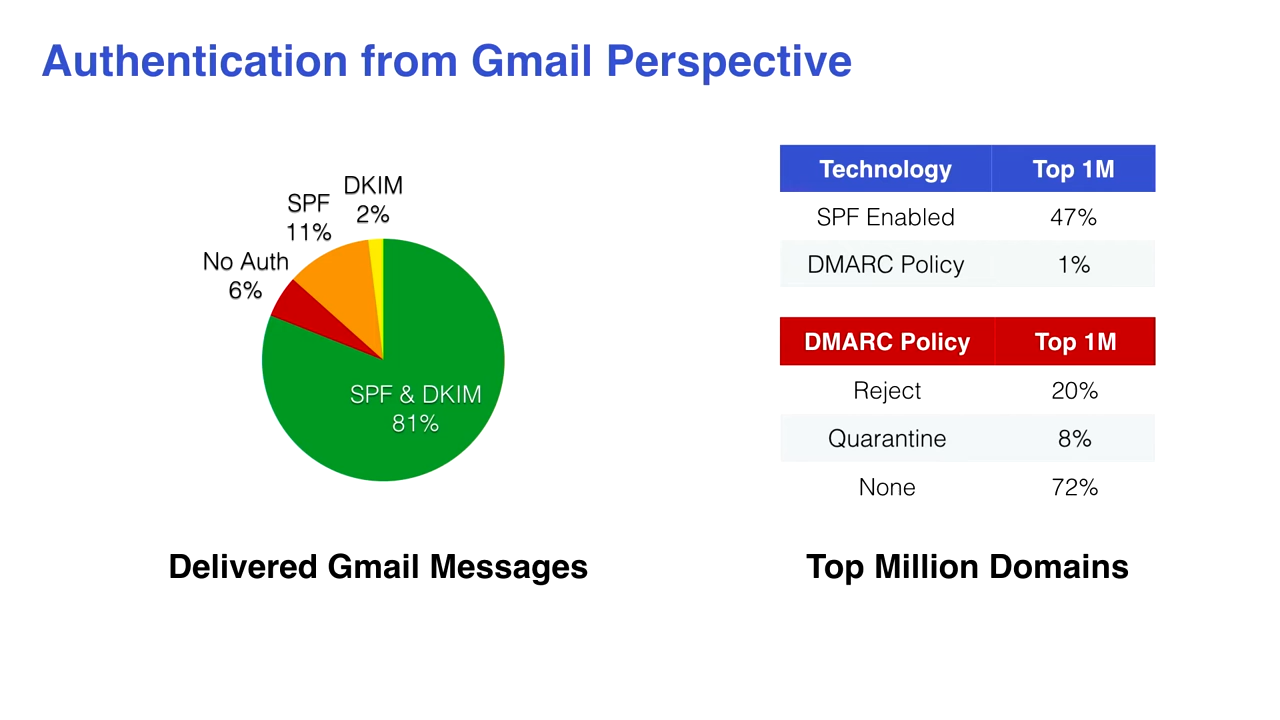 Authentication from Gmail Perspective
DKIM
2%
SPF
11%
No Auth
6%
SPF & DKIM
81%
Delivered Gmail Messages
Technology Top 1M
SPF Enabled 47%
DMARC Policy 1%
DMARC Policy Top 1M
Reject 20%
Quarantine 8%
None 72%
Top Million Domains